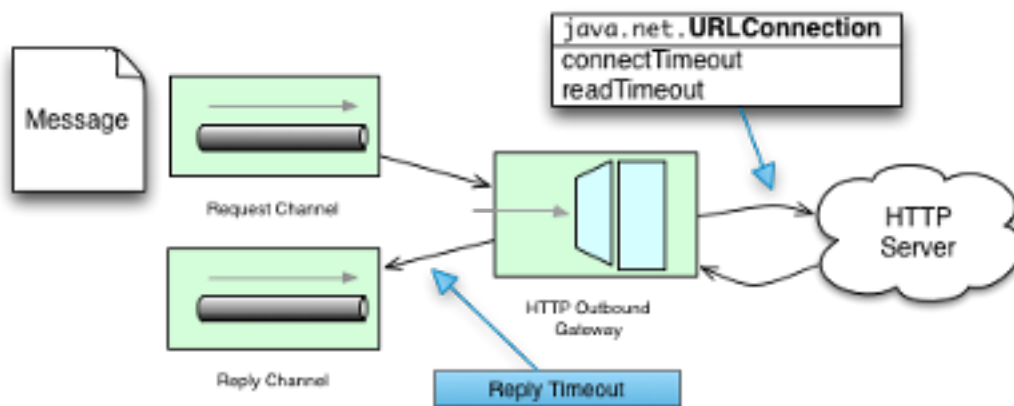 java.net.URLConnection
connectTimeout
readTimeout
Message
Request Channel
HTTP
Server
HTTP Outbound
Gateway
Reply Channel
Reply Timeout